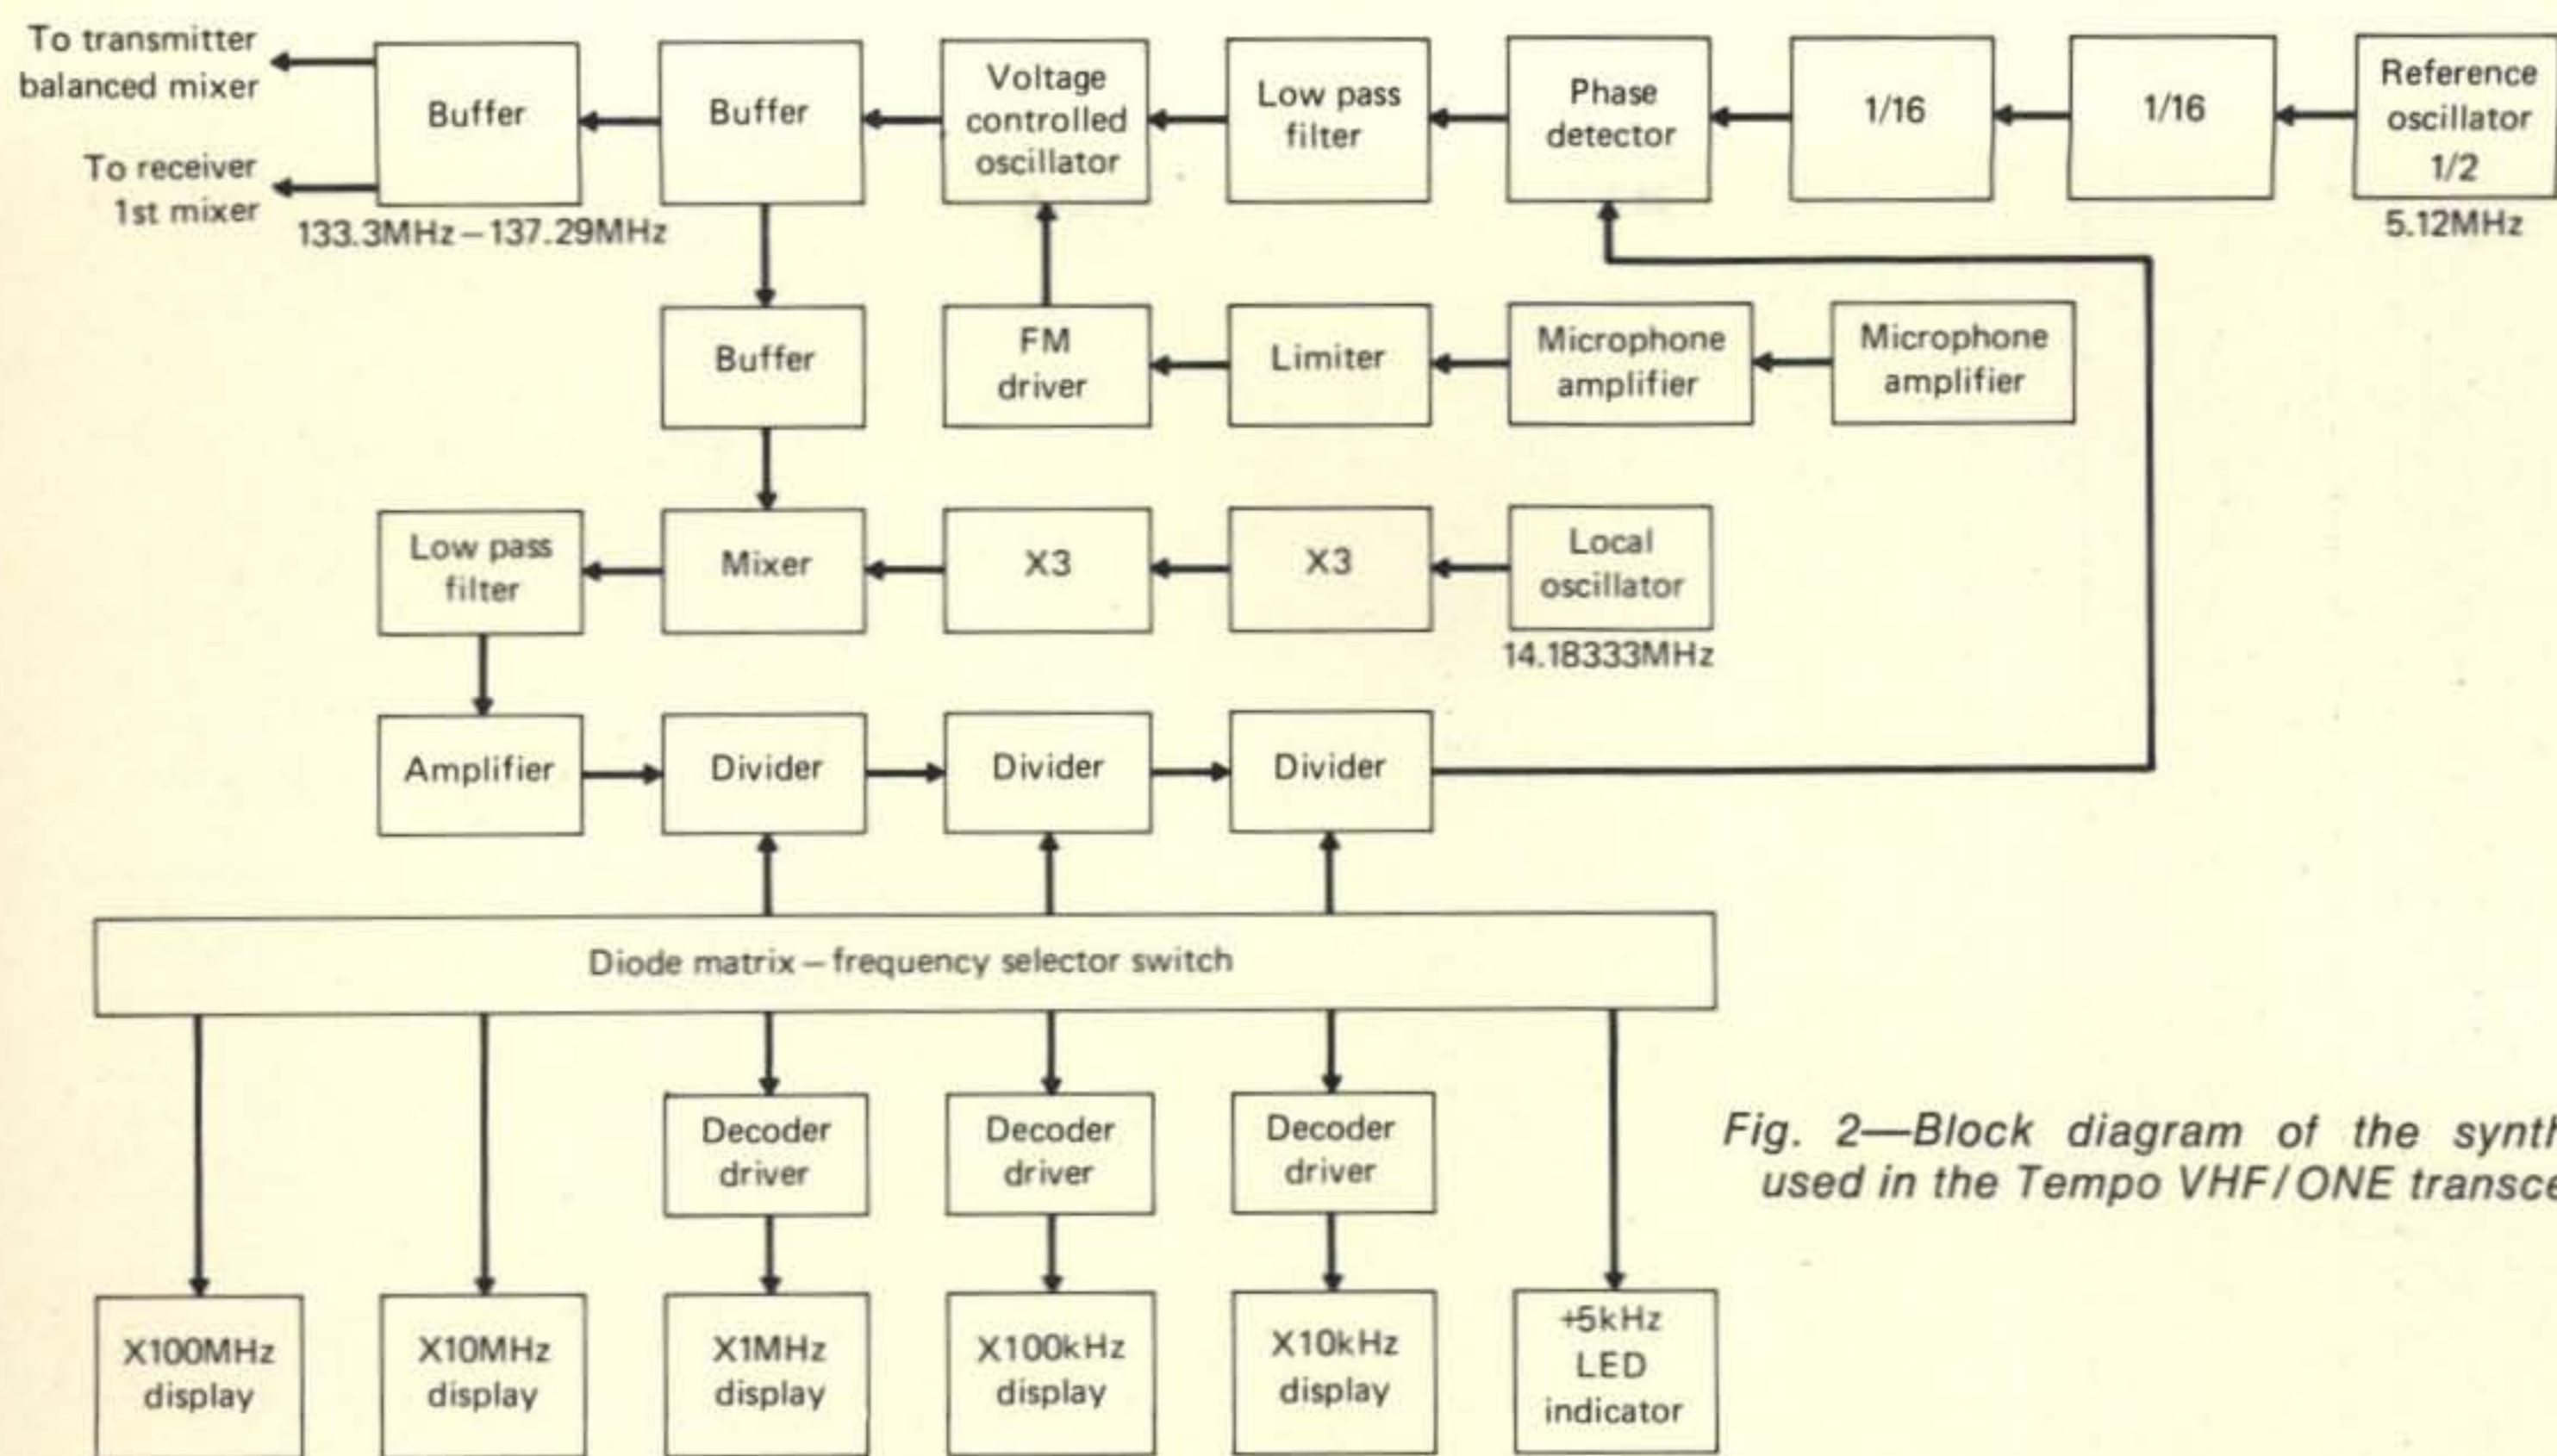 To transmitter
balanced mixer
To receiver
1st mixer
Buffer
133.3MHz–137.29MHz
Buffer
Voltage
controlled
oscillator
Low pass
filter
Phase
detector
1/16
1/16
Reference
oscillator
1/2
5.12MHz
Buffer
FM
driver
Limiter
Microphone
amplifier
Microphone
amplifier
Low pass
filter
Mixer
X3
X3
Local
oscillator
14.18333MHz
Amplifier
Divider
Divider
Divider
Diode matrix – frequency selector switch
Decoder
driver
Decoder
driver
Decoder
driver
Fig. 2—Block diagram of the synth
used in the Tempo VHF/ONE transce
X100MHz
display
X10MHz
display
X1MHz
display
X100kHz
display
X10kHz
display
+5kHz
LED
indicator